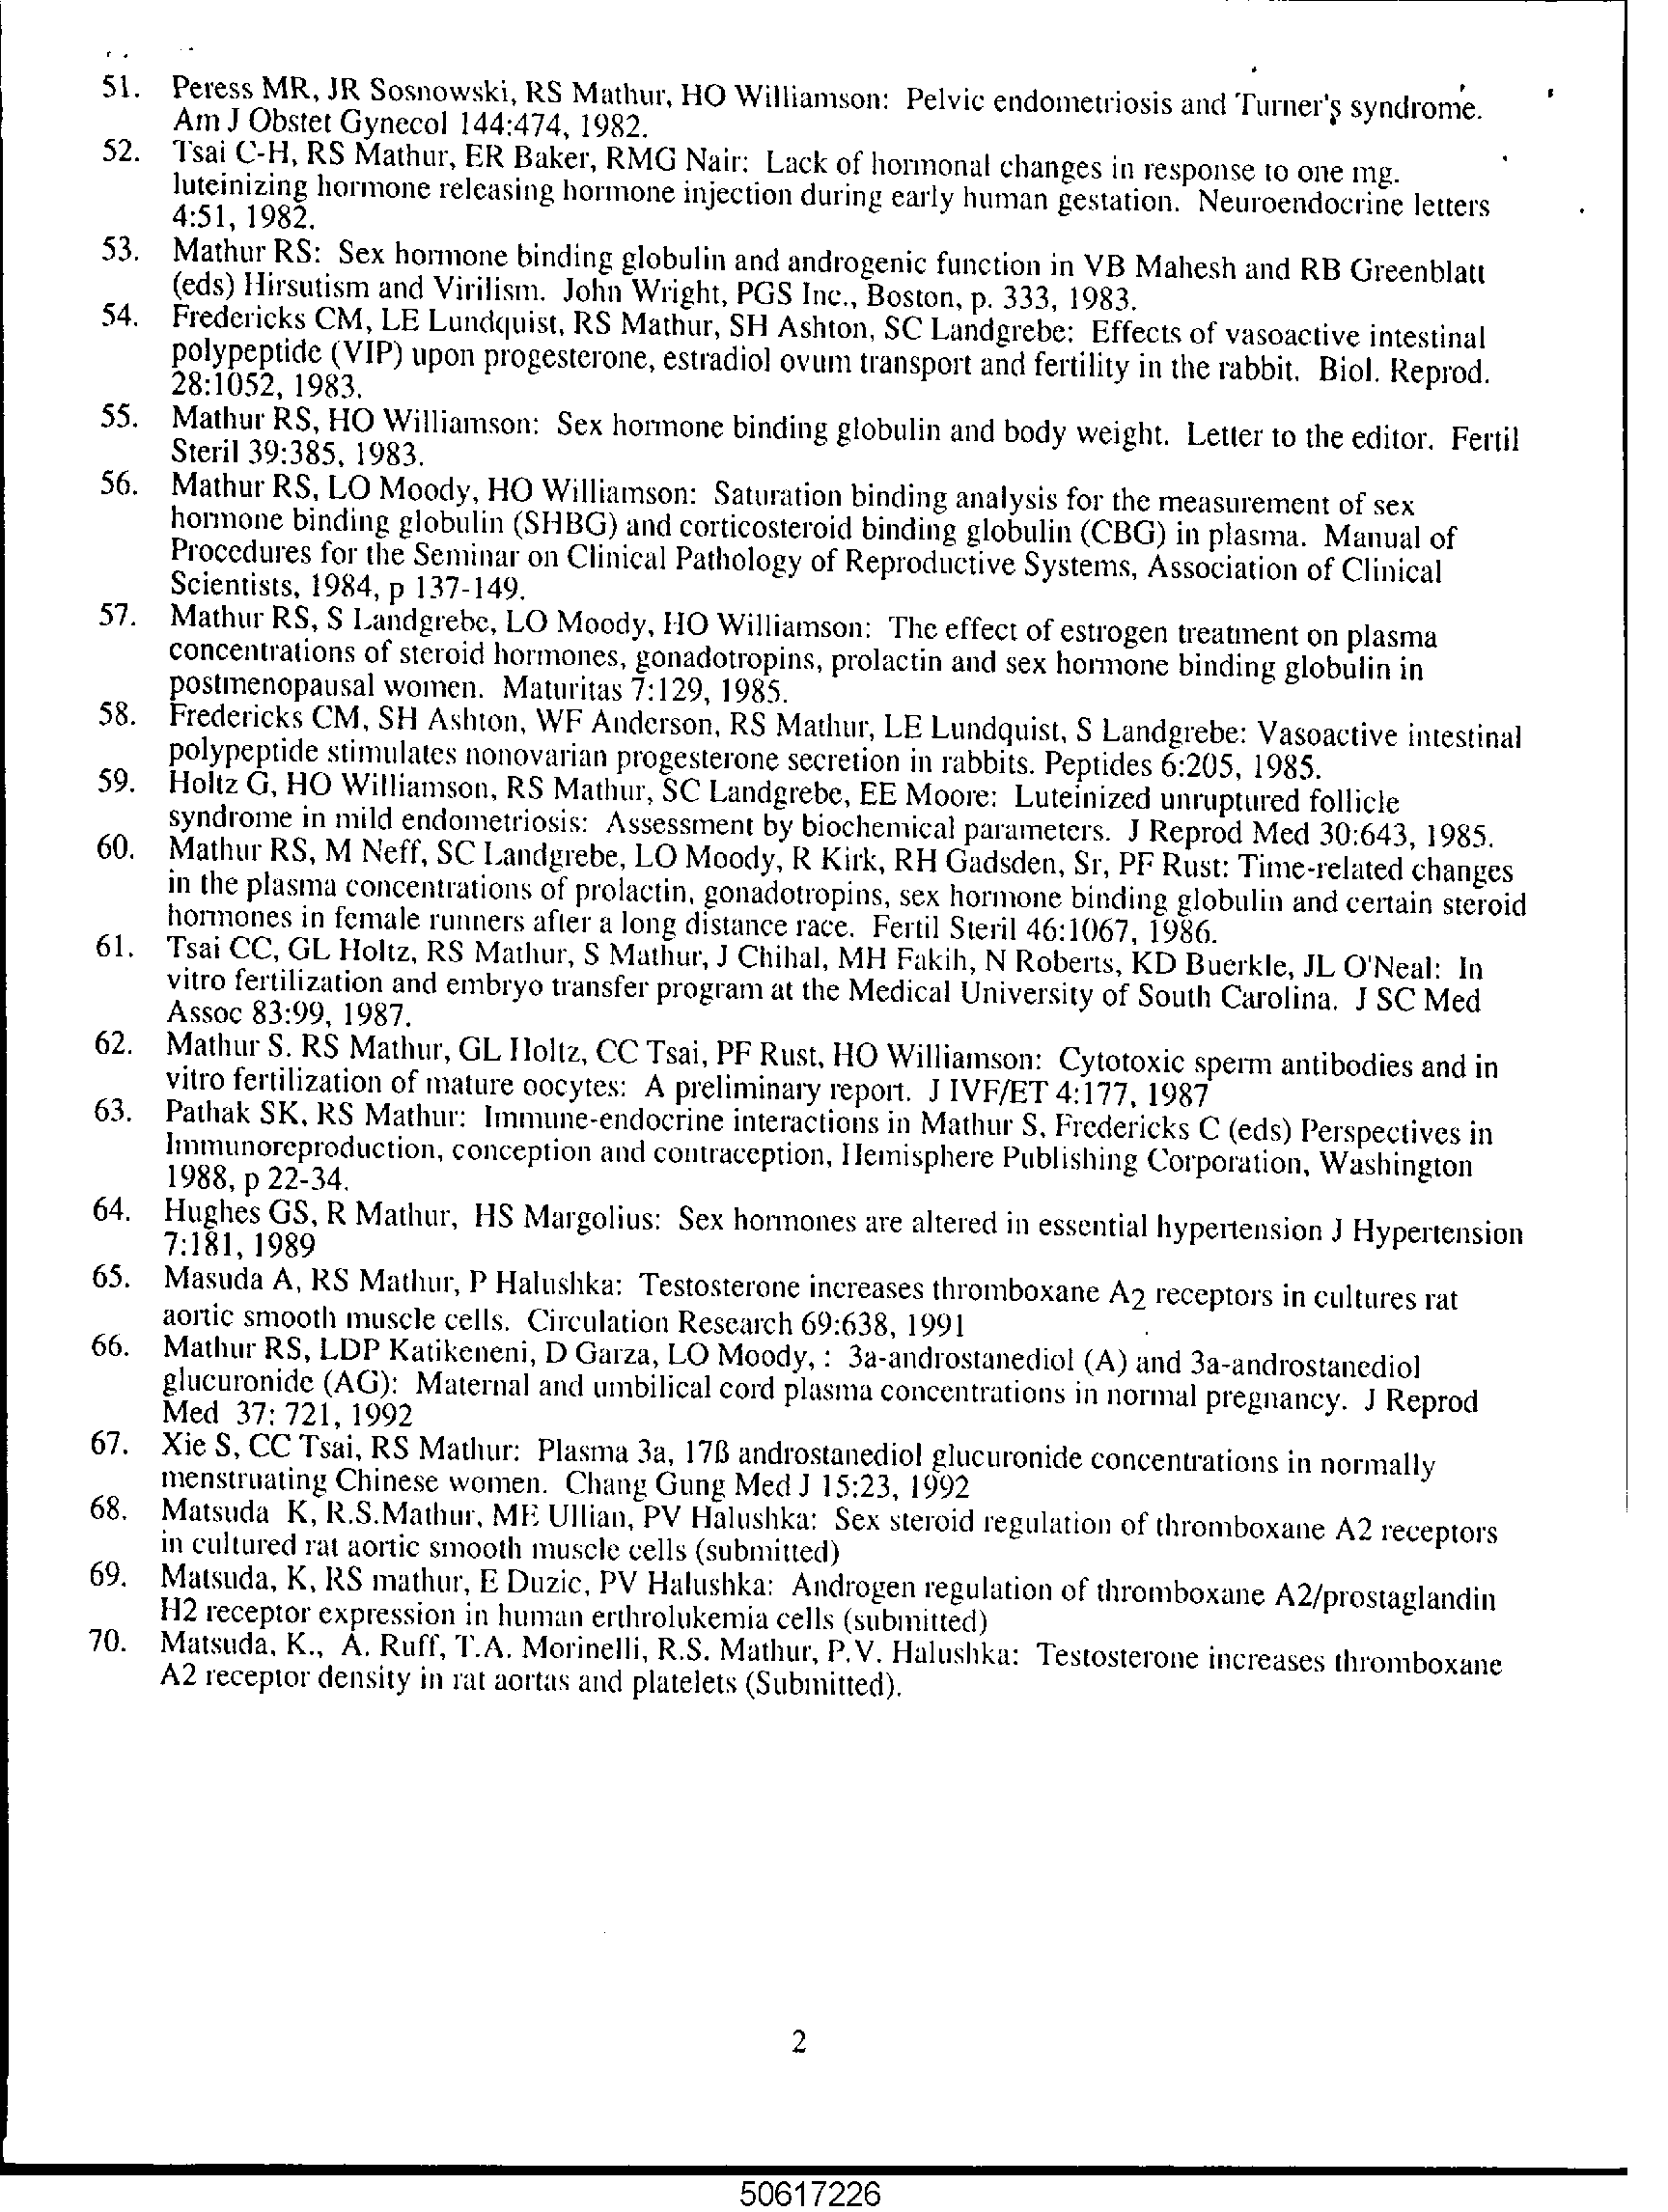 51. Peress MR, JR Sosnowski, RS Mathur, HO Williamson: Pelvic endometriosis and Turner's syndrome.
Am J Obstet Gynecol 144:474, 1982.
52. Tsai C-H, RS Mathur, ER Baker, RMG Nair: Lack of hormonal changes in response to one mg.
luteinizing hormone releasing hormone injection during early human gestation. Neuroendocrine letters
4:51, 1982.
53. Mathur RS: Sex hormone binding globulin and androgenic function in VB Mahesh and RB Greenblatt
(eds) Hirsutism and Virilism. John Wright, PGS Inc., Boston, p. 333, 1983.
54. Fredericks CM, LE Lundquist, RS Mathur, SH Ashton, SC Landgrebe: Effects of vasoactive intestinal
polypeptide (VIP) upon progesterone, estradiol ovum transport and fertility in the rabbit. Biol. Reprod.
28:1052, 1983.
55. Mathur RS, HO Williamson: Sex hormone binding globulin and body weight. Letter to the editor. Fertil
Steril 39:385, 1983.
56. Mathur RS, LO Moody, HO Williamson: Saturation binding analysis for the measurement of sex
hormone binding globulin (SHBG) and corticosteroid binding globulin (CBG) in plasma. Manual of
Procedures for the Seminar on Clinical Pathology of Reproductive Systems, Association of Clinical
Scientists, 1984, p 137-149.
57. Mathur RS, S Landgrebe, LO Moody, HO Williamson: The effect of estrogen treatment on plasma
concentrations of steroid hormones, gonadotropins, prolactin and sex hormone binding globulin in
postmenopausal women. Maturitas 7:129, 1985.
58. Fredericks CM, SH Ashton, WF Anderson, RS Mathur, LE Lundquist, S Landgrebe: Vasoactive intestinal
polypeptide stimulates nonovarian progesterone secretion in rabbits. Peptides 6:205, 1985.
59. Holtz G, HO Williamson, RS Mathur, SC Landgrebe, EE Moore: Luteinized unruptured follicle
syndrome in mild endometriosis: Assessment by biochemical parameters. J Reprod Med 30:643, 1985.
60. Mathur RS, M Neff, SC Landgrebe, LO Moody, R Kirk, RH Gadsden, Sr, PF Rust: Time-related changes
in the plasma concentrations of prolactin, gonadotropins, sex hormone binding globulin and certain steroid
hormones in female runners after a long distance race. Fertil Steril 46:1067, 1986.
61. Tsai CC, GL Holtz, RS Mathur, S Mathur, J Chihal, MH Fakih, N Roberts, KD Buerkle, JL O'Neal: In
vitro fertilization and embryo transfer program at the Medical University of South Carolina. J SC Med
Assoc 83:99, 1987.
62. Mathur S. RS Mathur, GL Holtz, CC Tsai, PF Rust, HO Williamson: Cytotoxic sperm antibodies and in
vitro fertilization of mature oocytes: A preliminary report. J IVF/ET 4:177, 1987
63. Pathak SK, RS Mathur: Immune-endocrine interactions in Mathur S, Fredericks C (eds) Perspectives in
Immunoreproduction, conception and contraception, Hemisphere Publishing Corporation, Washington
1988, p 22-34.
64. Hughes GS, R Mathur, HS Margolius: Sex hormones are altered in essential hypertension J Hypertension
7:181, 1989
65. Masuda A, RS Mathur, P Halushka: Testosterone increases thromboxane A2 receptors in cultures rat
aortic smooth muscle cells. Circulation Research 69:638, 1991
66. Mathur RS, LDP Katikeneni, D Garza, LO Moody, : 3a-androstanediol (A) and 3a-androstanediol
glucuronide (AG): Maternal and umbilical cord plasma concentrations in normal pregnancy. J Reprod
Med 37: 721, 1992
67. Xie S, CC Tsai, RS Mathur: Plasma 3a, 17ß androstanediol glucuronide concentrations in normally
menstruating Chinese women. Chang Gung Med J 15:23, 1992
68. Matsuda K, R.S.Mathur, ME Ullian, PV Halushka: Sex steroid regulation of thromboxane A2 receptors
in cultured rat aortic smooth muscle cells (submitted)
69. Matsuda, K, RS mathur, E Duzic, PV Halushka: Androgen regulation of thromboxane A2/prostaglandin
H2 receptor expression in human erthrolukemia cells (submitted)
70. Matsuda, K., A. Ruff, T.A. Morinelli, R.S. Mathur, P.V. Halushka: Testosterone increases thromboxane
A2 receptor density in rat aortas and platelets (Submitted).
2
50617226